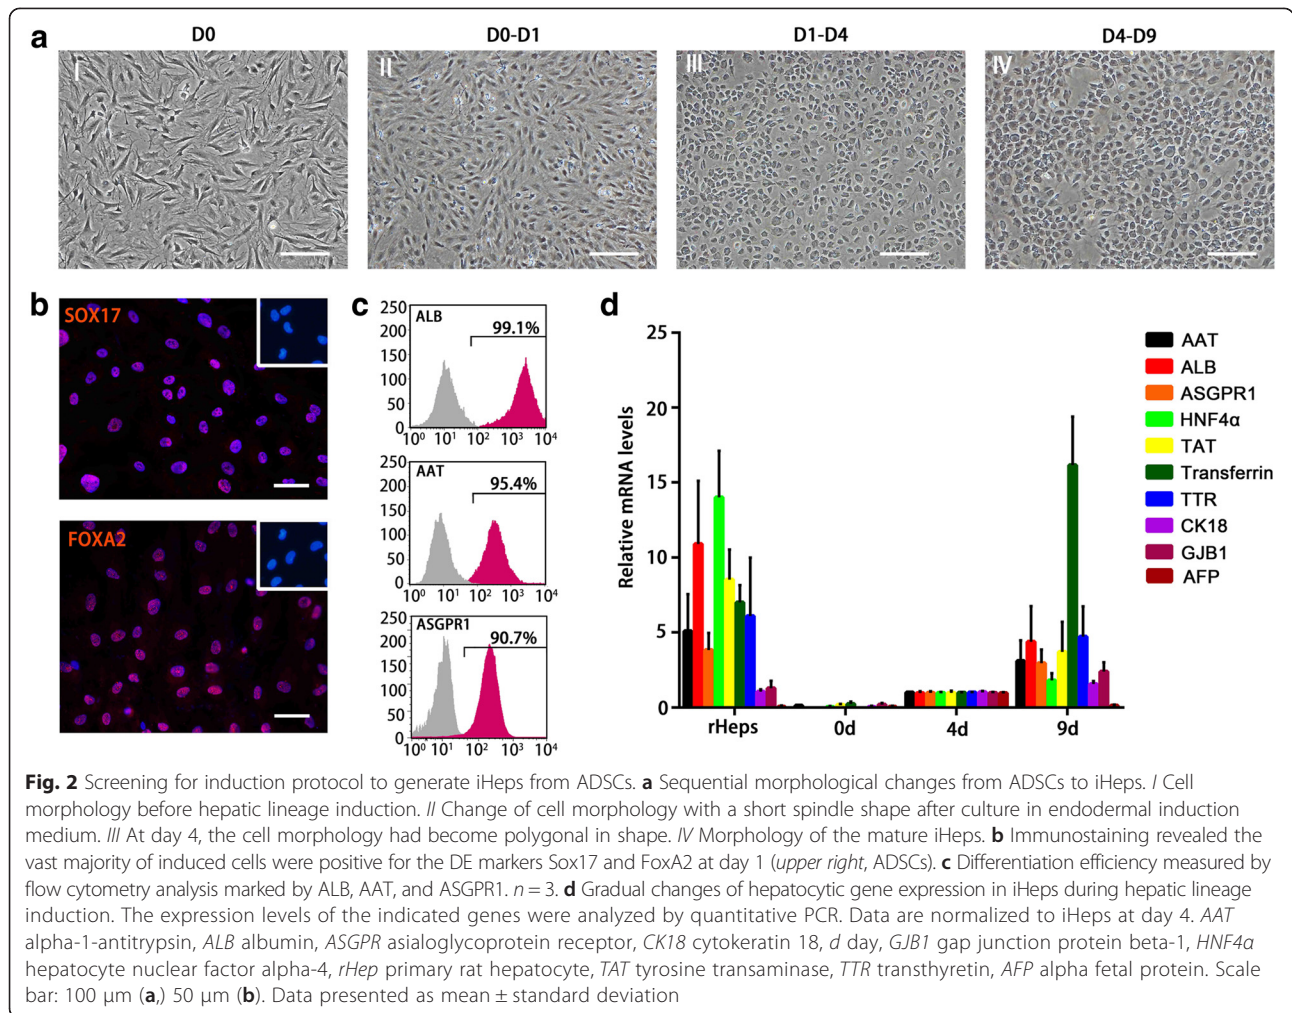 a
D0
D0-D1
D1-D4
D4-D9
I
II
III
IV
b
SOX17
FOXA2
c
250
200
150
100
50
0
ALB
99.1%
10⁰ 10¹ 10² 10³ 10⁴
250
200
150
100
50
0
AAT
95.4%
10⁰ 10¹ 10² 10³ 10⁴
250
200
150
100
50
0
ASGPR1
90.7%
10⁰ 10¹ 10² 10³ 10⁴
d
Relative mRNA levels
25
20
15
10
5
0
rHeps 0d 4d 9d
AAT
ALB
ASGPR1
HNF4α
TAT
Transferrin
TTR
CK18
GJB1
AFP
Fig. 2 Screening for induction protocol to generate iHeps from ADSCs. a Sequential morphological changes from ADSCs to iHeps. I Cell
morphology before hepatic lineage induction. II Change of cell morphology with a short spindle shape after culture in endodermal induction
medium. III At day 4, the cell morphology had become polygonal in shape. IV Morphology of the mature iHeps. b Immunostaining revealed the
vast majority of induced cells were positive for the DE markers Sox17 and FoxA2 at day 1 (upper right, ADSCs). c Differentiation efficiency measured by
flow cytometry analysis marked by ALB, AAT, and ASGPR1. n = 3. d Gradual changes of hepatocytic gene expression in iHeps during hepatic lineage
induction. The expression levels of the indicated genes were analyzed by quantitative PCR. Data are normalized to iHeps at day 4. AAT
alpha-1-antitrypsin, ALB albumin, ASGPR asialoglycoprotein receptor, CK18 cytokeratin 18, d day, GJB1 gap junction protein beta-1, HNF4α
hepatocyte nuclear factor alpha-4, rHep primary rat hepatocyte, TAT tyrosine transaminase, TTR transthyretin, AFP alpha fetal protein. Scale
bar: 100 μm (a,) 50 μm (b). Data presented as mean ± standard deviation